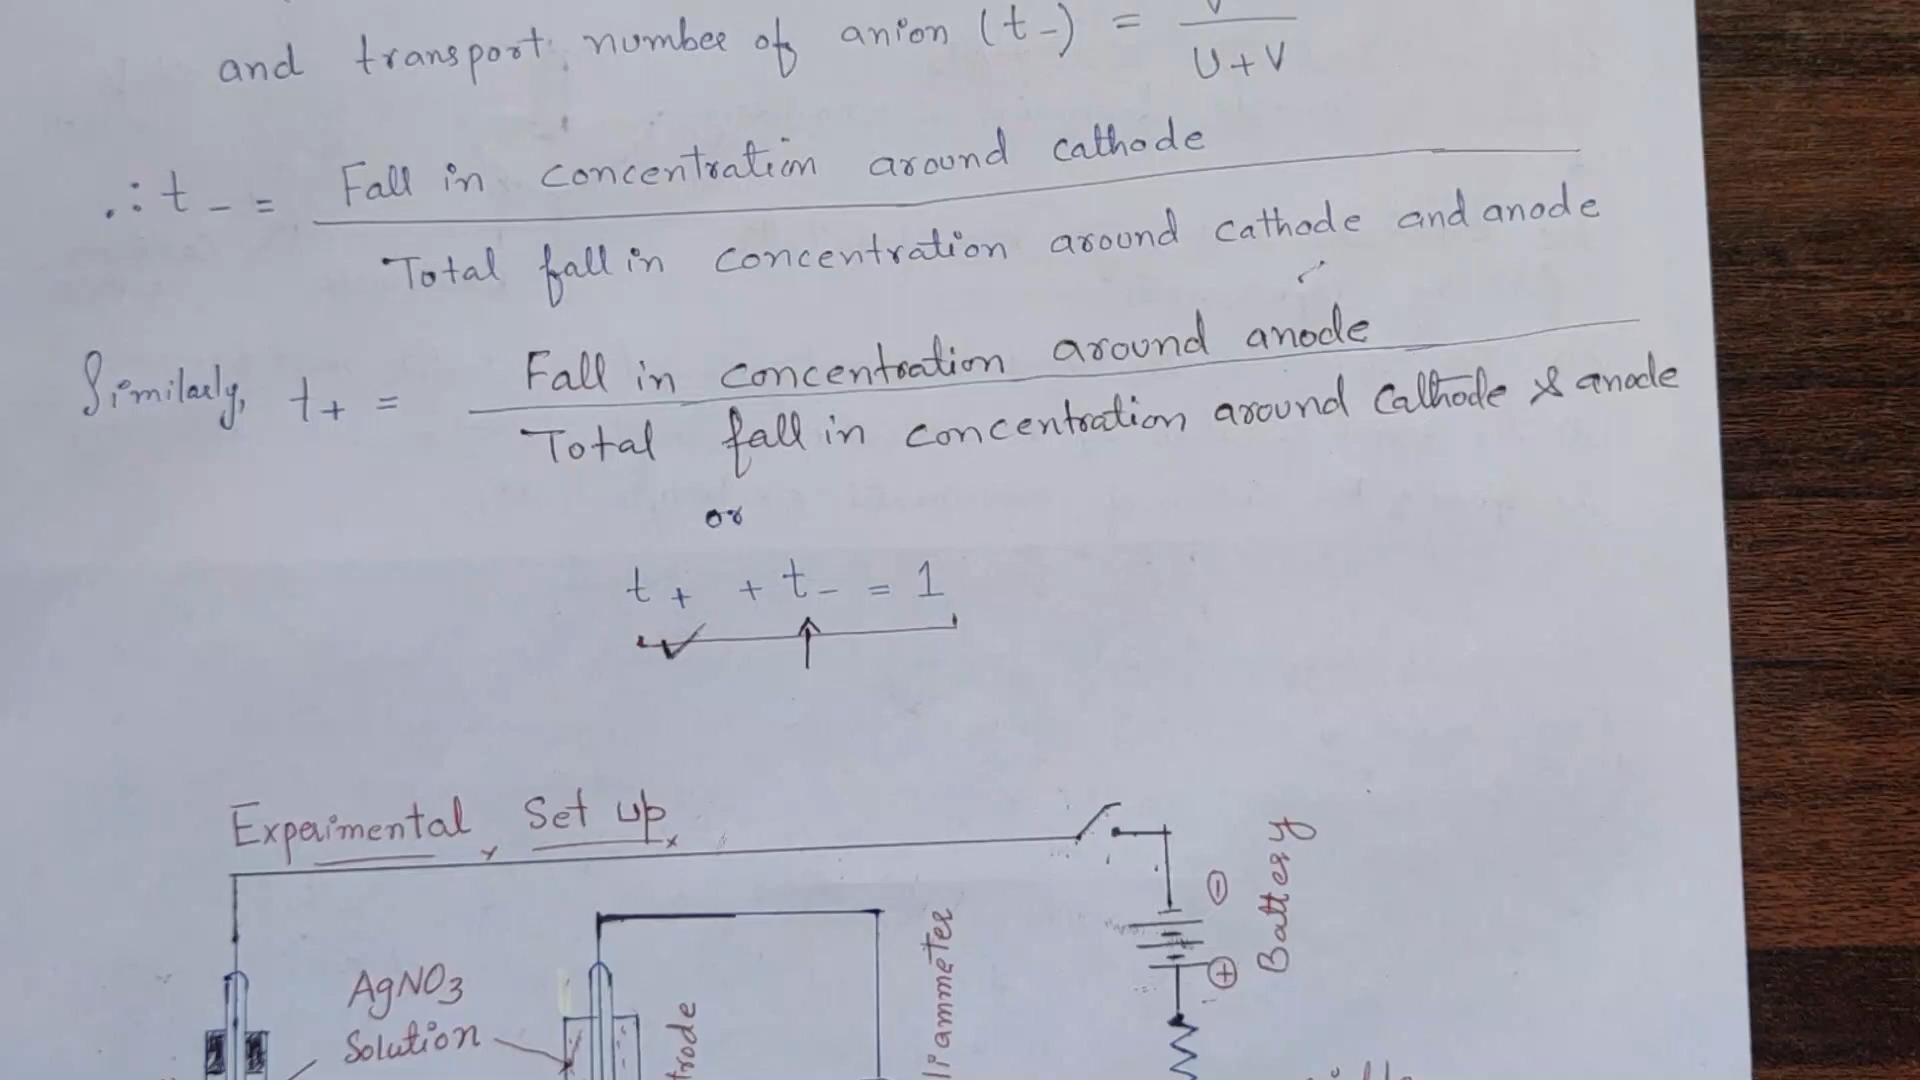 and transport number of anion (t-) = V
U+V
∴ t- = Fall in concentration around cathode
Total fall in concentration around cathode and anode
Similarly, t+ = Fall in concentration around anode
Total fall in concentration around Cathode & anode
or
t+ + t- = 1
Experimental Set up
Battery
AgNO3
Solution